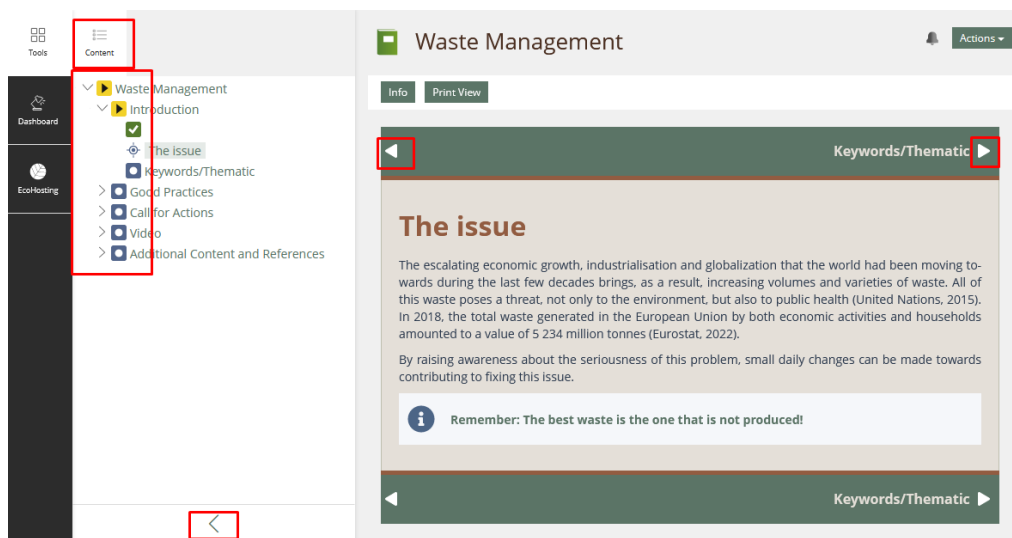 Tools
Content
Dashboard
EcoHosting
Waste Management
Introduction
The issue
Keywords/Thematic
Good Practices
Call for Actions
Video
Additional Content and References
Waste Management
Actions
Info
Print View
Keywords/Thematic
The issue
The escalating economic growth, industrialisation and globalization that the world had been moving to-
wards during the last few decades brings, as a result, increasing volumes and varieties of waste. All of
this waste poses a threat, not only to the environment, but also to public health (United Nations, 2015).
In 2018, the total waste generated in the European Union by both economic activities and households
amounted to a value of 5 234 million tonnes (Eurostat, 2022).
By raising awareness about the seriousness of this problem, small daily changes can be made towards
contributing to fixing this issue.
Remember: The best waste is the one that is not produced!
Keywords/Thematic